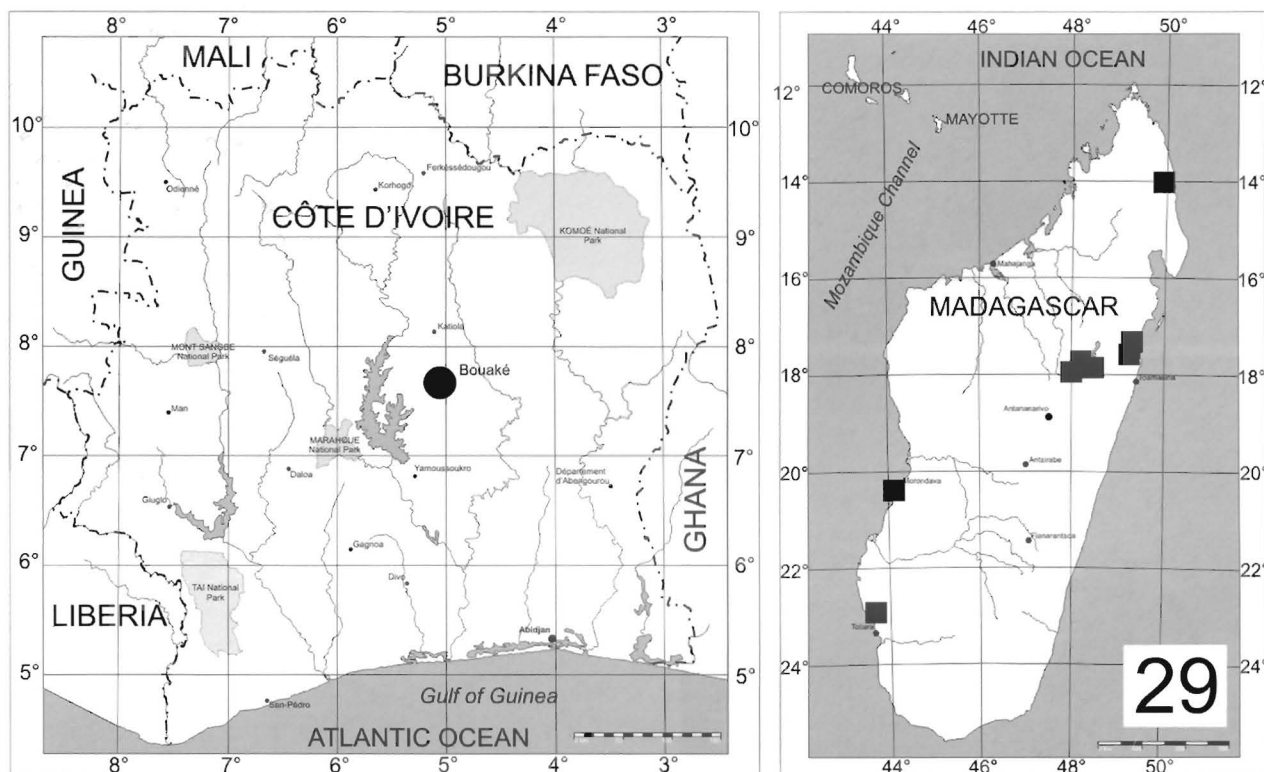 8° 7° 6° 5° 4° 3°
MALI
BURKINA FASO
10° 10°
Ferkéssédougou
Odienné
Korhogo
GUINEA
CÔTE D'IVOIRE
KOMOÉ National
Park
9° 9°
Katiola
8° 8°
MONT SANGBE
National Park
Séguéla
Bouaké
Man
MARAHOUE
National Park
7° 7°
Daloa
Yamoussoukro
Département
d'Abengourou
Giuglo
GHANA
Gagnoa
6° 6°
Divo
TAI National
Park
LIBERIA
Abidjan
5° 5°
San-Pédro
Gulf of Guinea
ATLANTIC OCEAN
8 7 6 5 4 3
44° 46° 48° 50°
INDIAN OCEAN
12° 12°
COMOROS
MAYOTTE
Mozambique Channel
14° 14°
Mahajanga
16° 16°
MADAGASCAR
18° 18°
Toamasina
Antananarivo
Antsirabe
20° 20°
Morondava
Fianarantsoa
22° 22°
Toliara
24° 24°
29
44 46 48 50